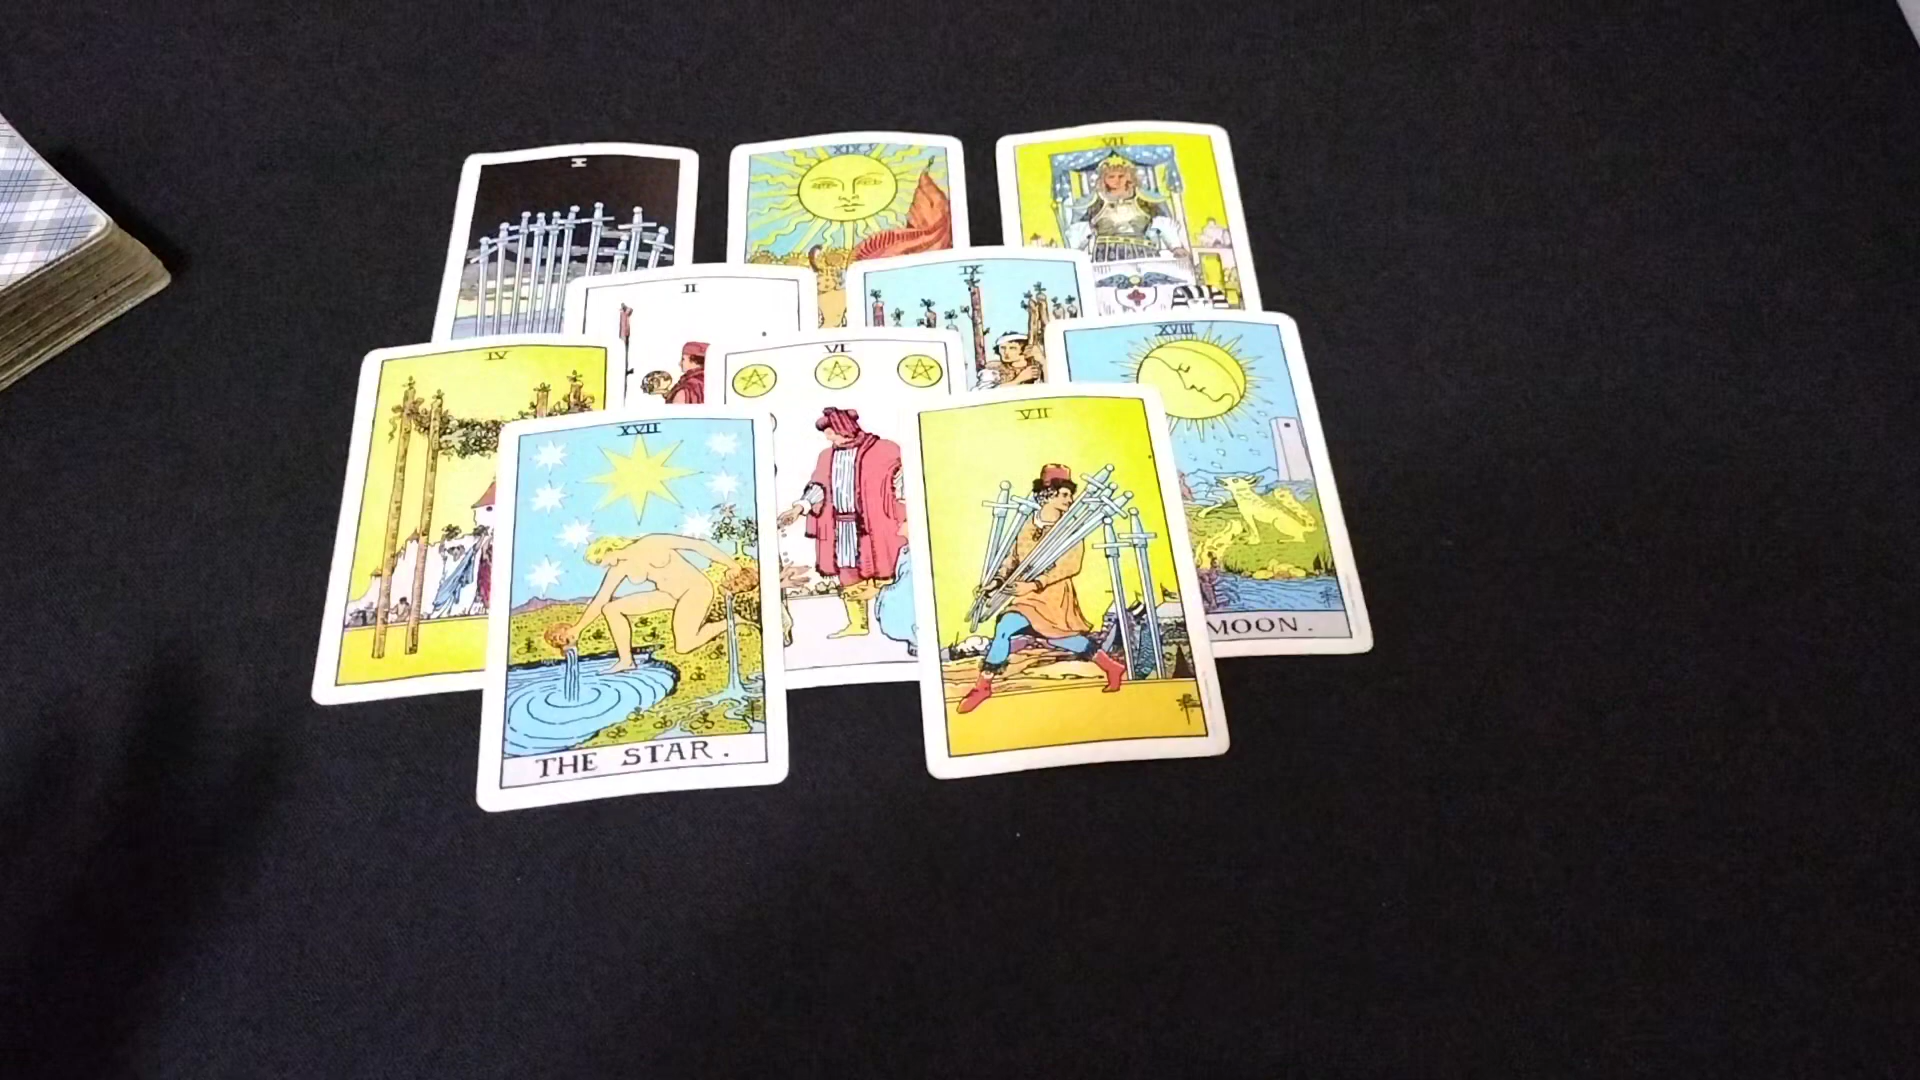 X
XIX
VII
II
IX
XVIII
IV
VI
VII
XVII
MOON.
THE STAR.